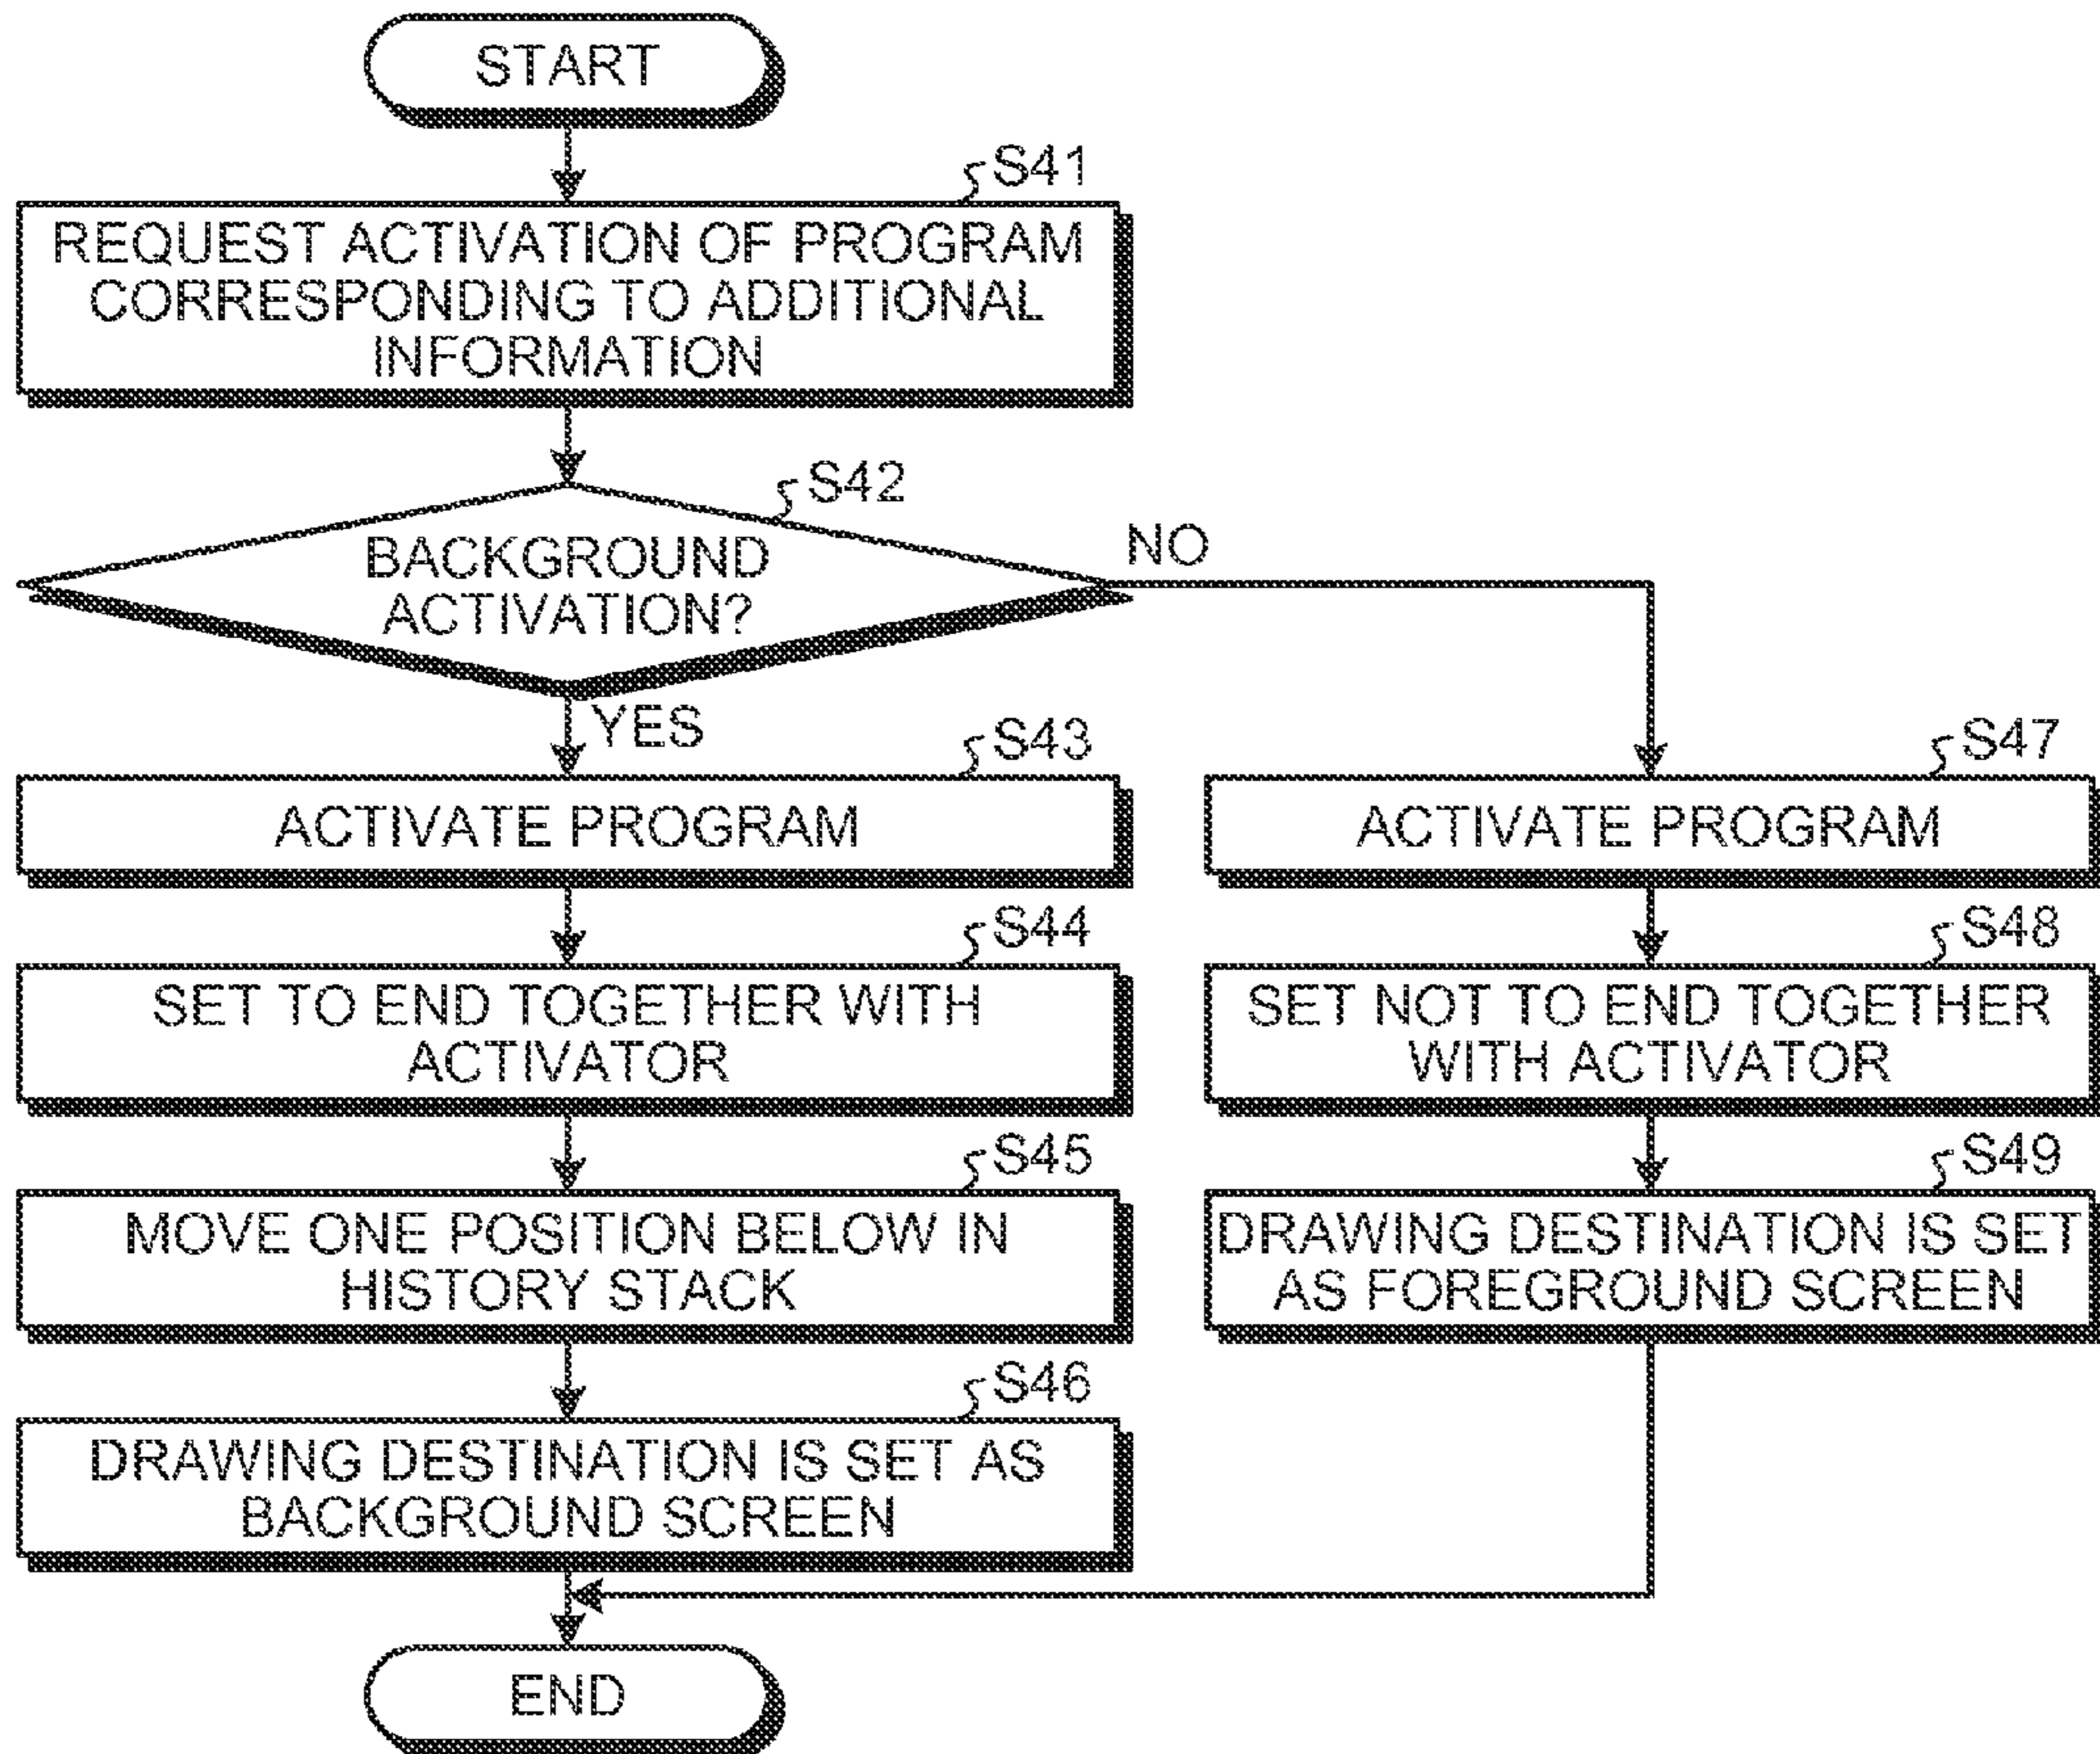 START
S41
REQUEST ACTIVATION OF PROGRAM
CORRESPONDING TO ADDITIONAL
INFORMATION
S42
BACKGROUND
ACTIVATION?
NO
YES
S43
ACTIVATE PROGRAM
S44
SET TO END TOGETHER WITH
ACTIVATOR
S45
MOVE ONE POSITION BELOW IN
HISTORY STACK
S46
DRAWING DESTINATION IS SET AS
BACKGROUND SCREEN
S47
ACTIVATE PROGRAM
S48
SET NOT TO END TOGETHER
WITH ACTIVATOR
S49
DRAWING DESTINATION IS SET
AS FOREGROUND SCREEN
END